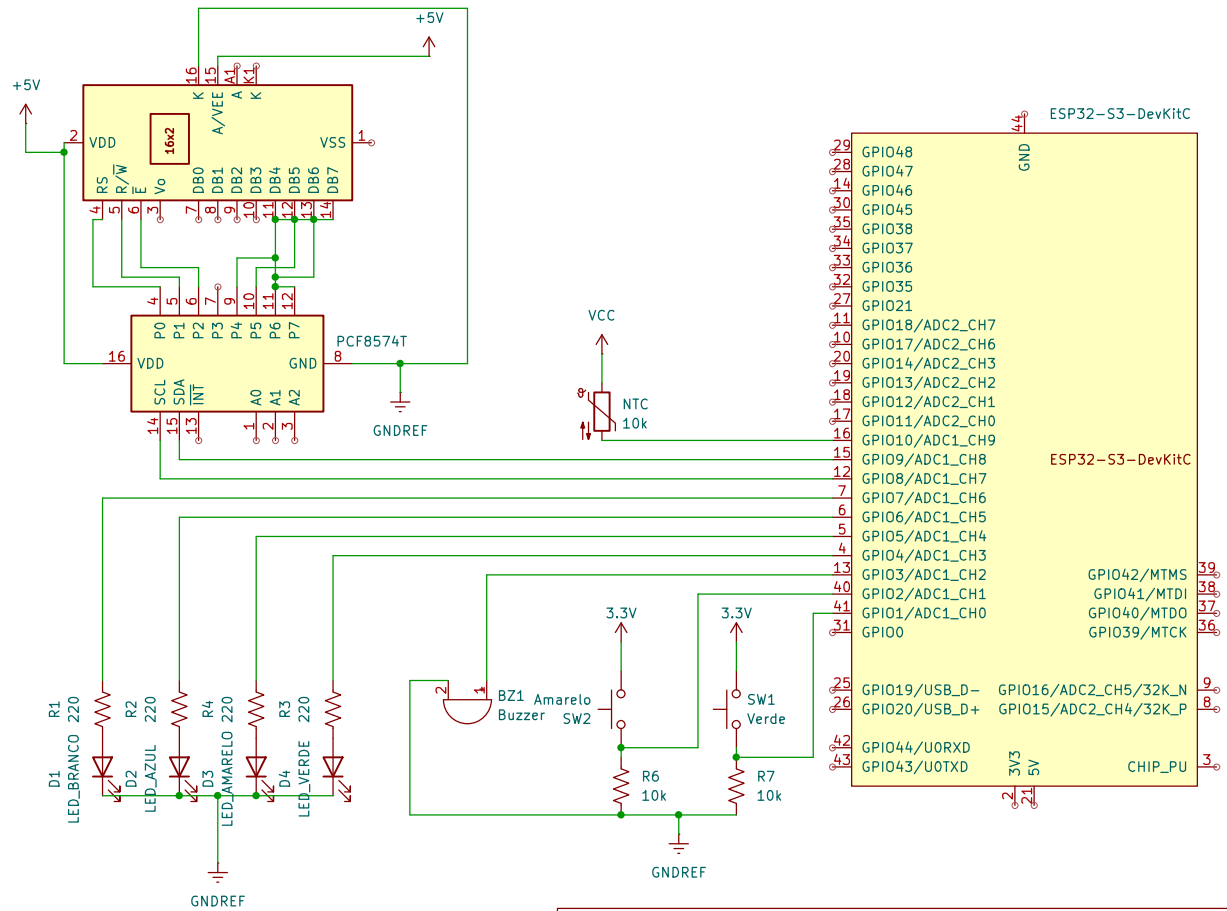 +5V
+5V
16
15
A1
K1
K
A/VEE
A
K
2
VDD
16x2
VSS
1
RS
R/W
E
Vo
DB0
DB1
DB2
DB3
DB4
DB5
DB6
DB7
4
5
6
3
7
8
9
10
11
12
13
14
4
5
6
7
9
10
11
12
P0
P1
P2
P3
P4
P5
P6
P7
PCF8574T
16
VDD
GND
8
SCL
SDA
INT
A0
A1
A2
14
15
13
1
2
3
GNDREF
VCC
NTC
10k
ESP32-S3-DevKitC
44
GND
29 GPIO48
28 GPIO47
14 GPIO46
30 GPIO45
35 GPIO38
34 GPIO37
33 GPIO36
32 GPIO35
27 GPIO21
11 GPIO18/ADC2_CH7
10 GPIO17/ADC2_CH6
20 GPIO14/ADC2_CH3
19 GPIO13/ADC2_CH2
18 GPIO12/ADC2_CH1
17 GPIO11/ADC2_CH0
16 GPIO10/ADC1_CH9
15 GPIO9/ADC1_CH8
ESP32-S3-DevKitC
12 GPIO8/ADC1_CH7
7 GPIO7/ADC1_CH6
6 GPIO6/ADC1_CH5
5 GPIO5/ADC1_CH4
4 GPIO4/ADC1_CH3
13 GPIO3/ADC1_CH2
40 GPIO2/ADC1_CH1
41 GPIO1/ADC1_CH0
31 GPIO0
GPIO42/MTMS 39
GPIO41/MTDI 38
GPIO40/MTDO 37
GPIO39/MTCK 36
25 GPIO19/USB_D-
26 GPIO20/USB_D+
GPIO16/ADC2_CH5/32K_N 9
GPIO15/ADC2_CH4/32K_P 8
42 GPIO44/U0RXD
43 GPIO43/U0TXD
CHIP_PU 3
3V3
5V
2
21
R1
220
R2
220
R4
220
R3
220
D1
LED_BRANCO
D2
LED_AZUL
D3
LED_AMARELO
D4
LED_VERDE
GNDREF
2
1
BZ1
Buzzer
3.3V
Amarelo
SW2
3.3V
SW1
Verde
R6
10k
R7
10k
GNDREF